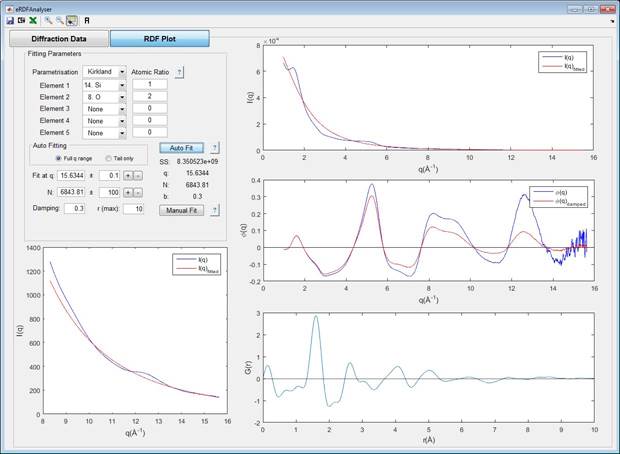 eRDFAnalyser
Diffraction Data RDF Plot
Fitting Parameters
Parametrisation Kirkland Atomic Ratio ?
Element 1 14. Si 1
Element 2 8. O 2
Element 3 None 0
Element 4 None 0
Element 5 None 0
Auto Fitting
Full q range Tail only
Auto Fit ?
SS: 8.350523e+09
Fit at q: 15.6344 ± 0.1 + -
q: 15.6344
N: 6843.81 ± 100 + -
N: 6843.81
b: 0.3
Damping: 0.3 r (max): 10
Manual Fit ?
×10⁴
8
6
4
2
0
I(q)
I(q)
I(q)fitted
0 2 4 6 8 10 12 14 16
q(Å⁻¹)
0.4
0.3
0.2
0.1
0
-0.1
-0.2
ϕ(q)
ϕ(q)
ϕ(q)damped
0 2 4 6 8 10 12 14 16
q(Å⁻¹)
1400
1200
1000
800
600
400
200
0
I(q)
I(q)
I(q)fitted
8 9 10 11 12 13 14 15 16
q(Å⁻¹)
3
2
1
0
-1
-2
G(r)
0 1 2 3 4 5 6 7 8 9 10
r(Å)